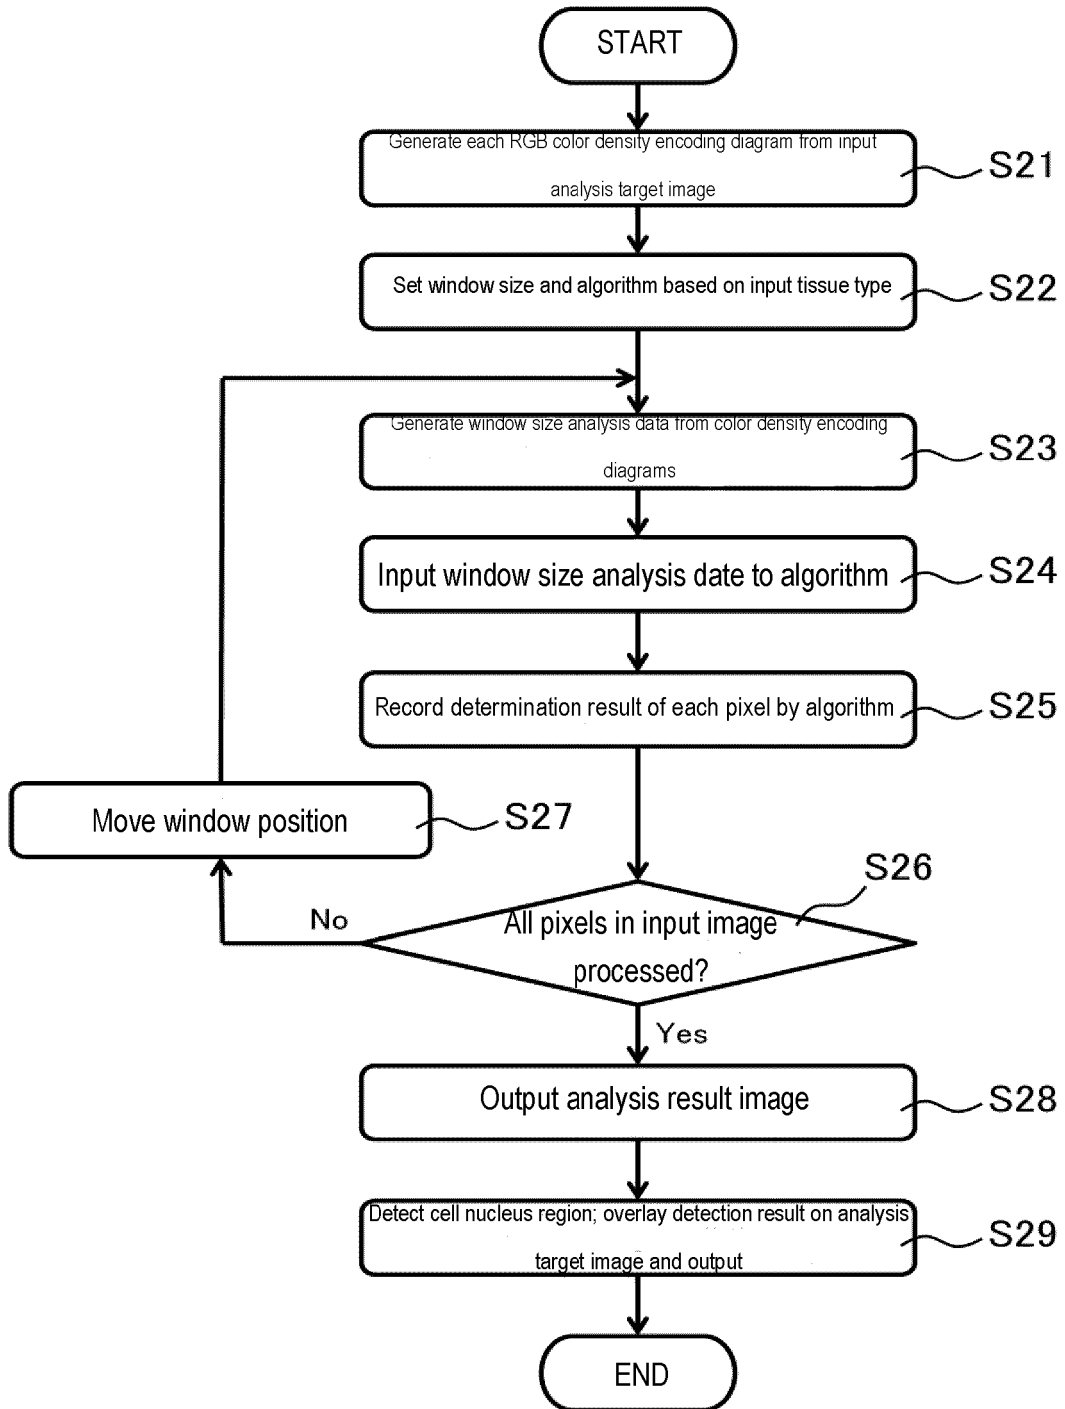 START
Generate each RGB color density encoding diagram from input
analysis target image
S21
Set window size and algorithm based on input tissue type
S22
Generate window size analysis data from color density encoding
diagrams
S23
Input window size analysis date to algorithm
S24
Record determination result of each pixel by algorithm
S25
Move window position
S27
S26
All pixels in input image
processed?
No
Yes
Output analysis result image
S28
Detect cell nucleus region; overlay detection result on analysis
target image and output
S29
END